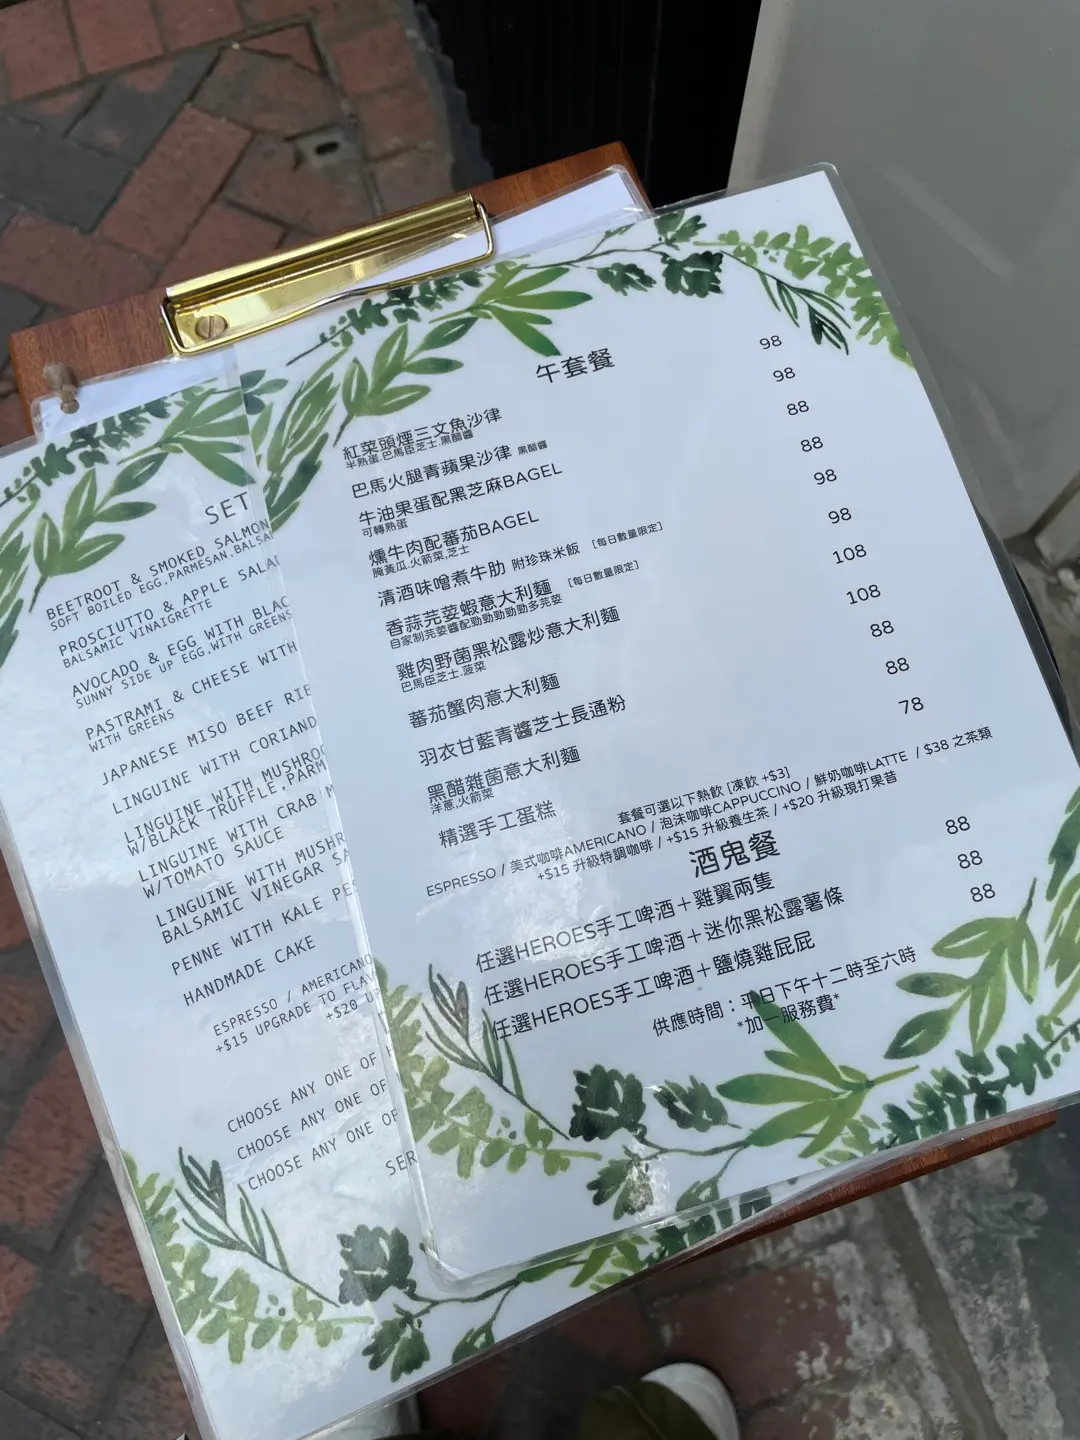 午套餐
紅菜頭煙三文魚沙律 98
半熟蛋.巴馬臣芝士.黑醋醬
巴馬火腿青蘋果沙律 黑醋醬 98
牛油果蛋配黑芝麻BAGEL 88
可轉熟蛋
燻牛肉配蕃茄BAGEL 88
醃黃瓜.火箭菜.芝士
清酒味噌煮牛肋 附珍珠米飯 [每日數量限定] 98
香蒜芫荽蝦意大利麵 [每日數量限定] 98
自家制芫荽醬配勁勁勁勁多芫荽
雞肉野菌黑松露炒意大利麵 108
巴馬臣芝士.菠菜
蕃茄蟹肉意大利麵 108
羽衣甘藍青醬芝士長通粉 88
黑醋雜菌意大利麵 88
洋蔥.火箭菜
精選手工蛋糕 78
套餐可選以下熱飲 [凍飲 +$3]
ESPRESSO / 美式咖啡AMERICANO / 泡沫咖啡CAPPUCCINO / 鮮奶咖啡LATTE / $38 之茶類
+$15 升級特調咖啡 / +$15 升級養生茶 / +$20 升級現打果昔
酒鬼餐
任選HEROES手工啤酒＋雞翼兩隻 88
任選HEROES手工啤酒＋迷你黑松露薯條 88
任選HEROES手工啤酒＋鹽燒雞屁屁 88
供應時間：平日下午十二時至六時
*加一服務費*
SET
BEETROOT & SMOKED SALMON
SOFT BOILED EGG,PARMESAN,BALSA
PROSCIUTTO & APPLE SALA
BALSAMIC VINAIGRETTE
AVOCADO & EGG WITH BLAC
SUNNY SIDE UP EGG,WITH GREENS
PASTRAMI & CHEESE WITH
WITH GREENS
JAPANESE MISO BEEF RIB
LINGUINE WITH CORIAND
LINGUINE WITH MUSHROO
W/BLACK TRUFFLE,PARM
LINGUINE WITH CRAB M
W/TOMATO SAUCE
LINGUINE WITH MUSHR
BALSAMIC VINEGAR SA
PENNE WITH KALE PE
HANDMADE CAKE
ESPRESSO / AMERICANO
+$15 UPGRADE TO FLAV
+$20 U
CHOOSE ANY ONE OF H
CHOOSE ANY ONE OF
CHOOSE ANY ONE OF
SER